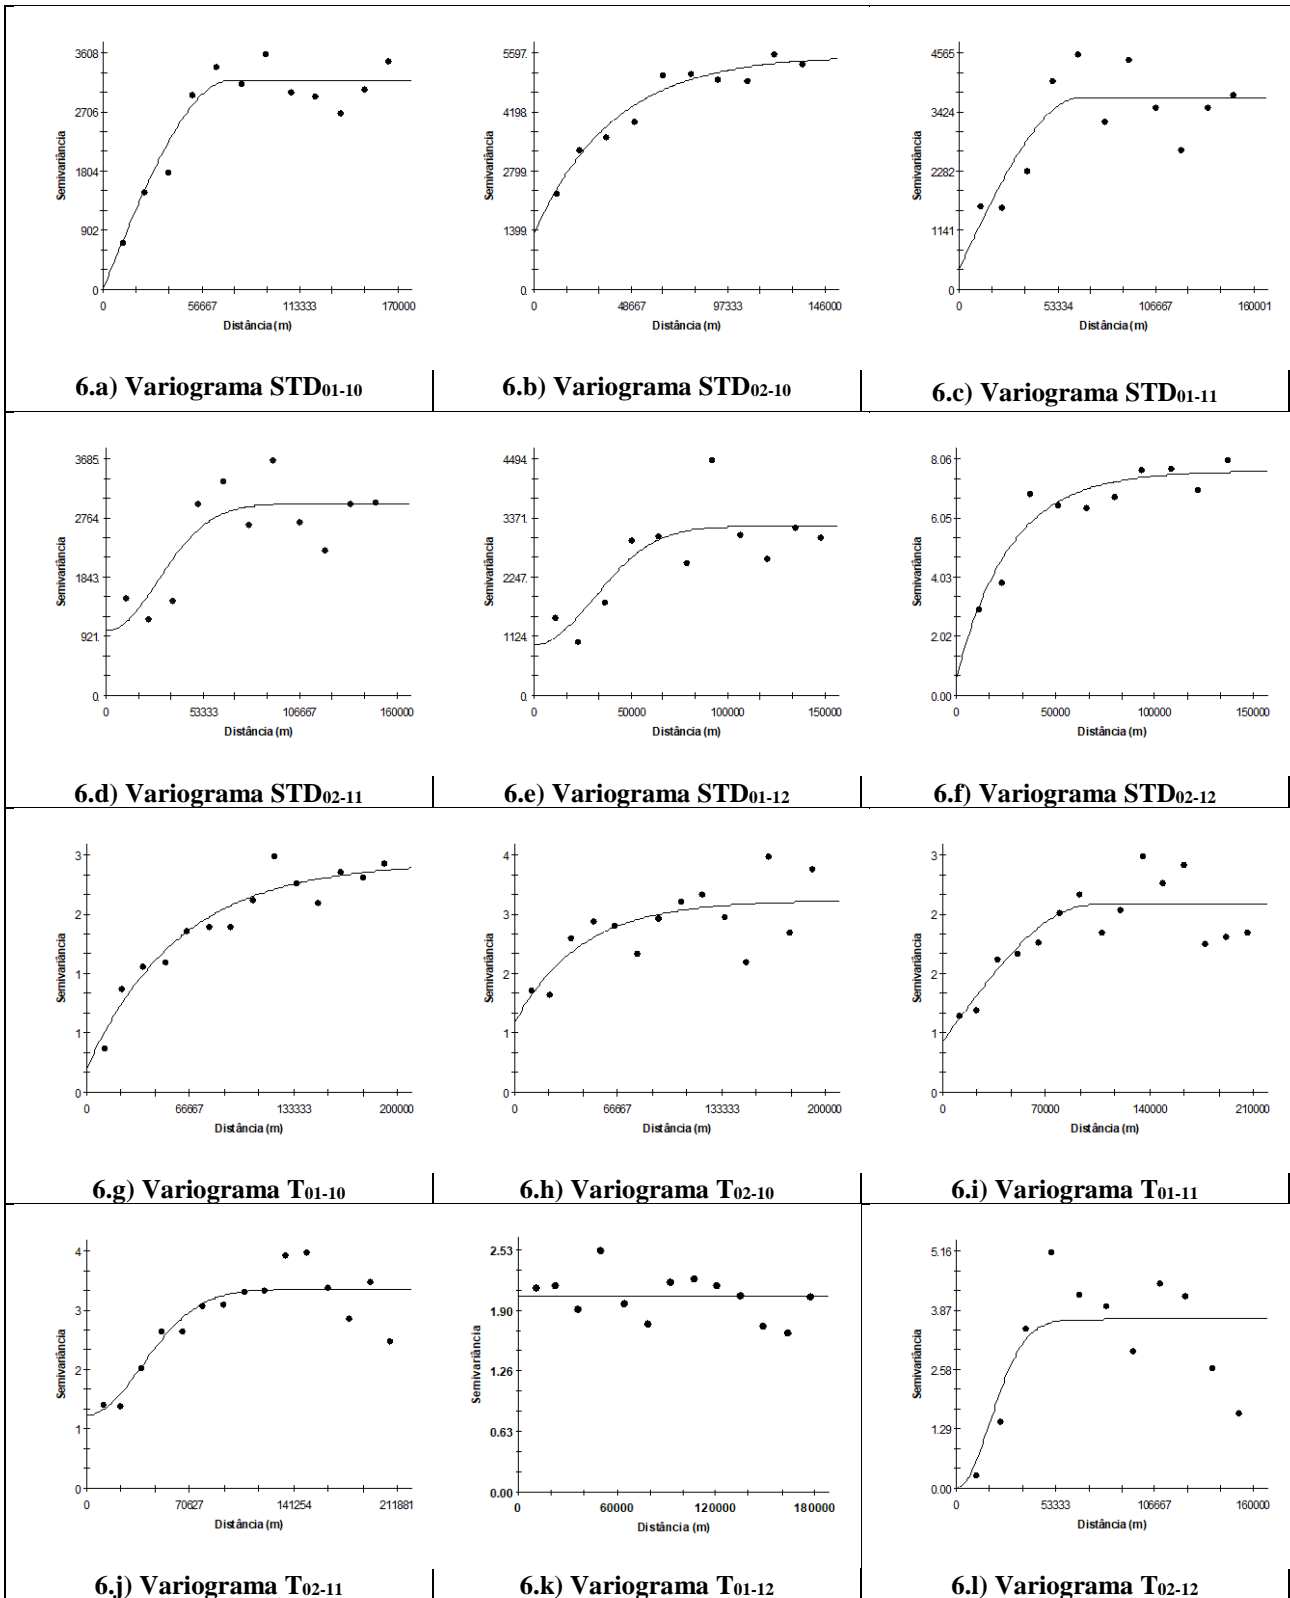 3608
2706
1804
902
0
Semivariância
0 56667 113333 170000
Distância (m)
6.a) Variograma STD01-10
5597.
4198
2799
1399.
0.
Semivariância
0 48667 97333 146000
Distância (m)
6.b) Variograma STD02-10
4565
3424
2282
1141
0
Semivariância
0 53334 106667 160001
Distância (m)
6.c) Variograma STD01-11
3685.
2764
1843
921.
0.
Semivariância
0 53333 106667 160000
Distância (m)
6.d) Variograma STD02-11
4494
3371.
2247
1124
0
Semivariância
0 50000 100000 150000
Distância (m)
6.e) Variograma STD01-12
8.06
6.05
4.03
2.02
0.00
Semivariância
0 50000 100000 150000
Distância (m)
6.f) Variograma STD02-12
3
2
1
1
0
Semivariância
0 66667 133333 200000
Distância (m)
6.g) Variograma T01-10
4
3
2
1
0
Semivariância
0 66667 133333 200000
Distância (m)
6.h) Variograma T02-10
3
2
1
1
0
Semivariância
0 70000 140000 210000
Distância (m)
6.i) Variograma T01-11
4
3
2
1
0
Semivariância
0 70627 141254 211881
Distância (m)
6.j) Variograma T02-11
2.53
1.90
1.26
0.63
0.00
Semivariância
0 60000 120000 180000
Distância (m)
6.k) Variograma T01-12
5.16
3.87
2.58
1.29
0.00
Semivariância
0 53333 106667 160000
Distância (m)
6.l) Variograma T02-12